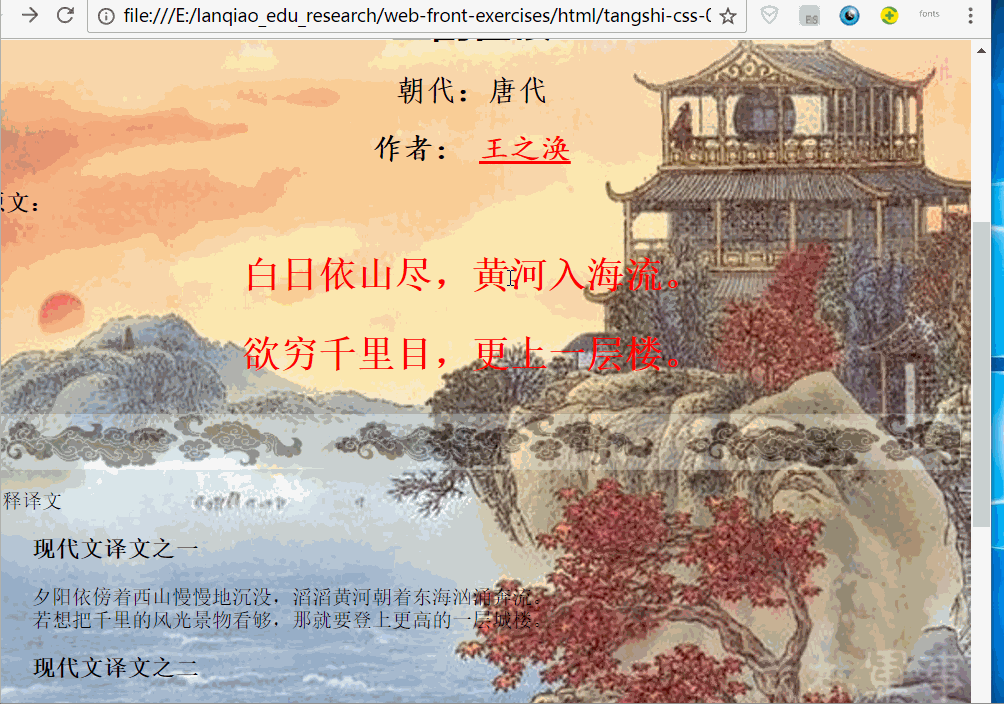 file:///E:/lanqiao_edu_research/web-front-exercises/html/tangshi-css-0
fonts
朝代：唐代
作者： 王之涣
原文：
白日依山尽，黄河入海流。
欲穷千里目，更上一层楼。
释译文
现代文译文之一
夕阳依傍着西山慢慢地沉没，滔滔黄河朝着东海汹涌奔流。
若想把千里的风光景物看够，那就要登上更高的一层城楼。
现代文译文之二